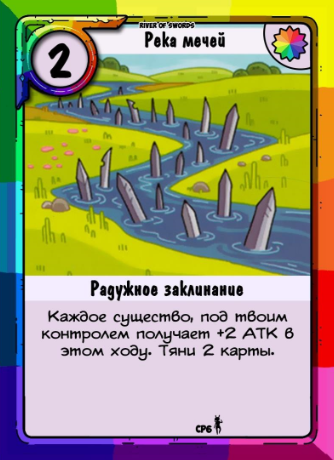 RIVER OF SWORDS
2
Река мечей
Радужное заклинание
Каждое существо, под твоим
контролем получает +2 АТК в
этом ходу. Тяни 2 карты.
СР6